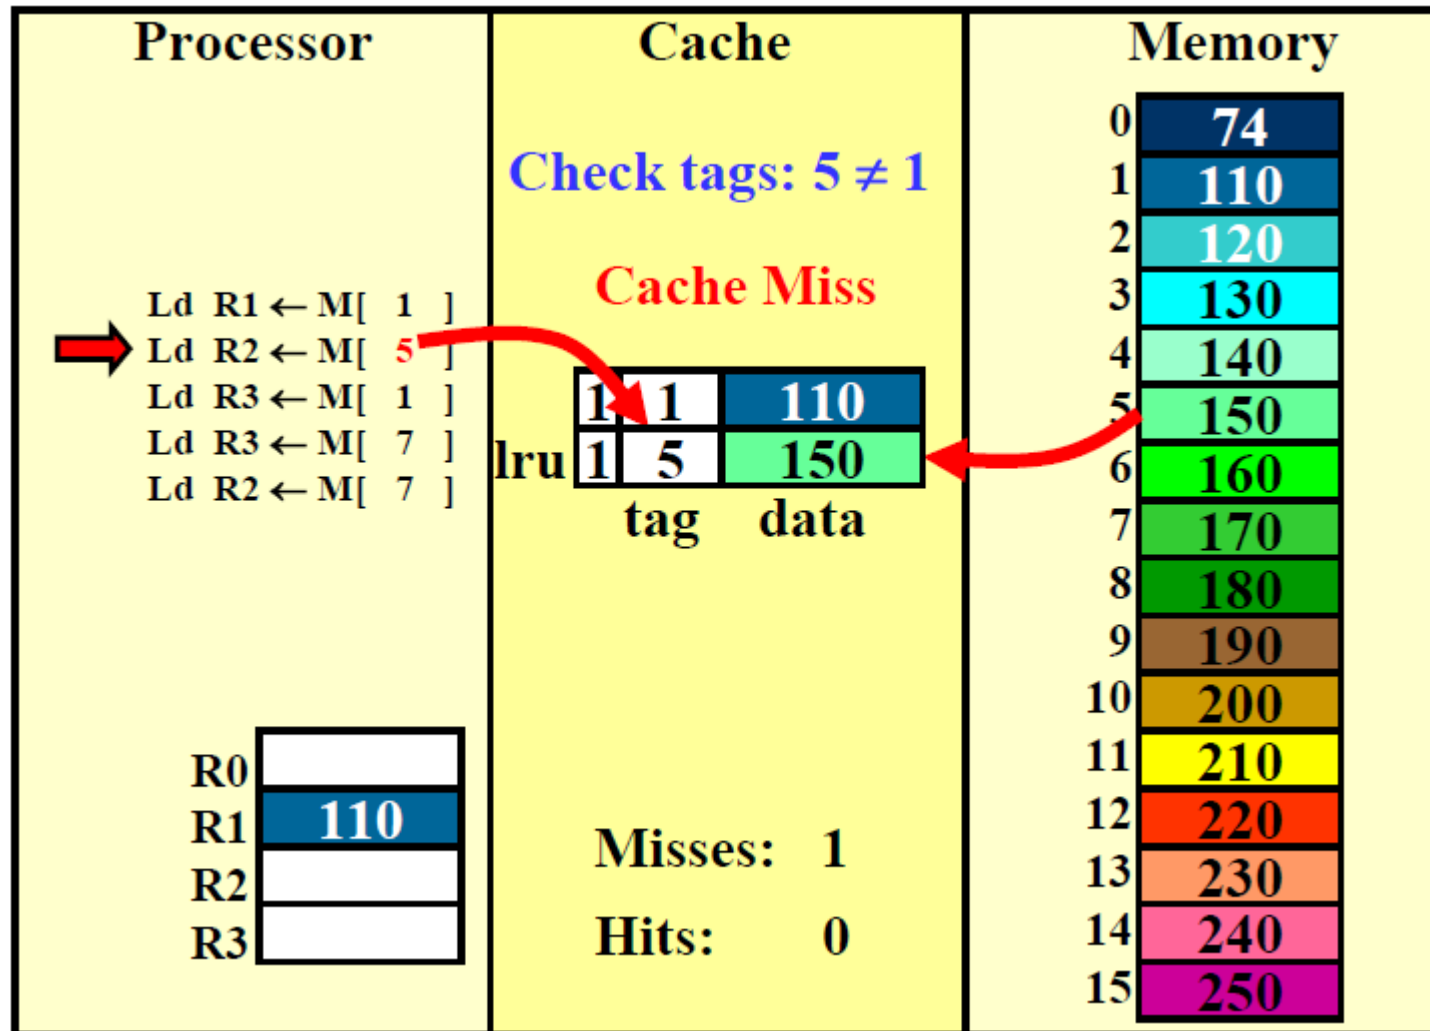 Processor
Ld R1 ← M[ 1 ]
Ld R2 ← M[ 5 ]
Ld R3 ← M[ 1 ]
Ld R3 ← M[ 7 ]
Ld R2 ← M[ 7 ]
R0
R1 110
R2
R3
Cache
Check tags: 5 ≠ 1
Cache Miss
1 1 110
lru 1 5 150
tag data
Misses: 1
Hits: 0
Memory
0 74
1 110
2 120
3 130
4 140
5 150
6 160
7 170
8 180
9 190
10 200
11 210
12 220
13 230
14 240
15 250